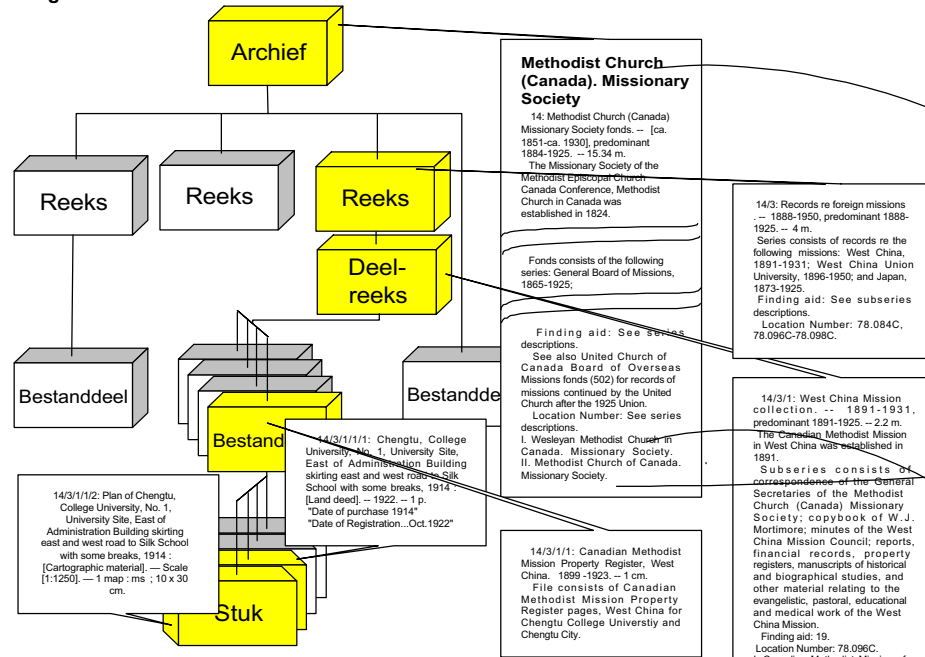 Archief
Reeks
Reeks
Reeks
Deel-
reeks
Bestanddeel
Bestand
Bestandde
Stuk
Methodist Church
(Canada). Missionary
Society
14: Methodist Church (Canada)
Missionary Society fonds. -- [ca.
1851-ca. 1930], predominant
1884-1925. -- 15.34 m.
The Missionary Society of the
Methodist Episcopal Church
Canada Conference, Methodist
Church in Canada was
established in 1824.
Fonds consists of the following
series: General Board of Missions,
1865-1925;
Finding aid: See series
descriptions.
See also United Church of
Canada Board of Overseas
Missions fonds (502) for records of
missions continued by the United
Church after the 1925 Union.
Location Number: See series
descriptions.
I. Wesleyan Methodist Church in
Canada. Missionary Society.
II. Methodist Church of Canada.
Missionary Society.
14/3: Records re foreign missions
. -- 1888-1950, predominant 1888-
1925. -- 4 m.
Series consists of records re the
following missions: West China,
1891-1931; West China Union
University, 1896-1950; and Japan,
1873-1925.
Finding aid: See subseries
descriptions.
Location Number: 78.084C,
78.096C-78.098C.
14/3/1: West China Mission
collection. -- 1891-1931,
predominant 1891-1925. -- 2.2 m.
The Canadian Methodist Mission
in West China was established in
1891.
Subseries consists of
correspondence of the General
Secretaries of the Methodist
Church (Canada) Missionary
Society; copybook of W.J.
Mortimore; minutes of the West
China Mission Council; reports,
financial records, property
registers, manuscripts of historical
and biographical studies, and
other material relating to the
evangelistic, pastoral, educational
and medical work of the West
China Mission.
Finding aid: 19.
Location Number: 78.096C.
14/3/1/1/1: Chengtu, College
University, No. 1, University Site,
East of Administration Building
skirting east and west road to Silk
School with some breaks, 1914 :
[Land deed]. -- 1922. -- 1 p.
"Date of purchase 1914"
"Date of Registration...Oct.1922"
14/3/1/1/2: Plan of Chengtu,
College University, No. 1,
University Site, East of
Administration Building skirting
east and west road to Silk School
with some breaks, 1914 :
[Cartographic material]. — Scale
[1:1250]. — 1 map : ms ; 10 x 30
cm.
14/3/1/1: Canadian Methodist
Mission Property Register, West
China. 1899 -1923. -- 1 cm.
File consists of Canadian
Methodist Mission Property
Register pages, West China for
Chengtu College Universtiy and
Chengtu City.